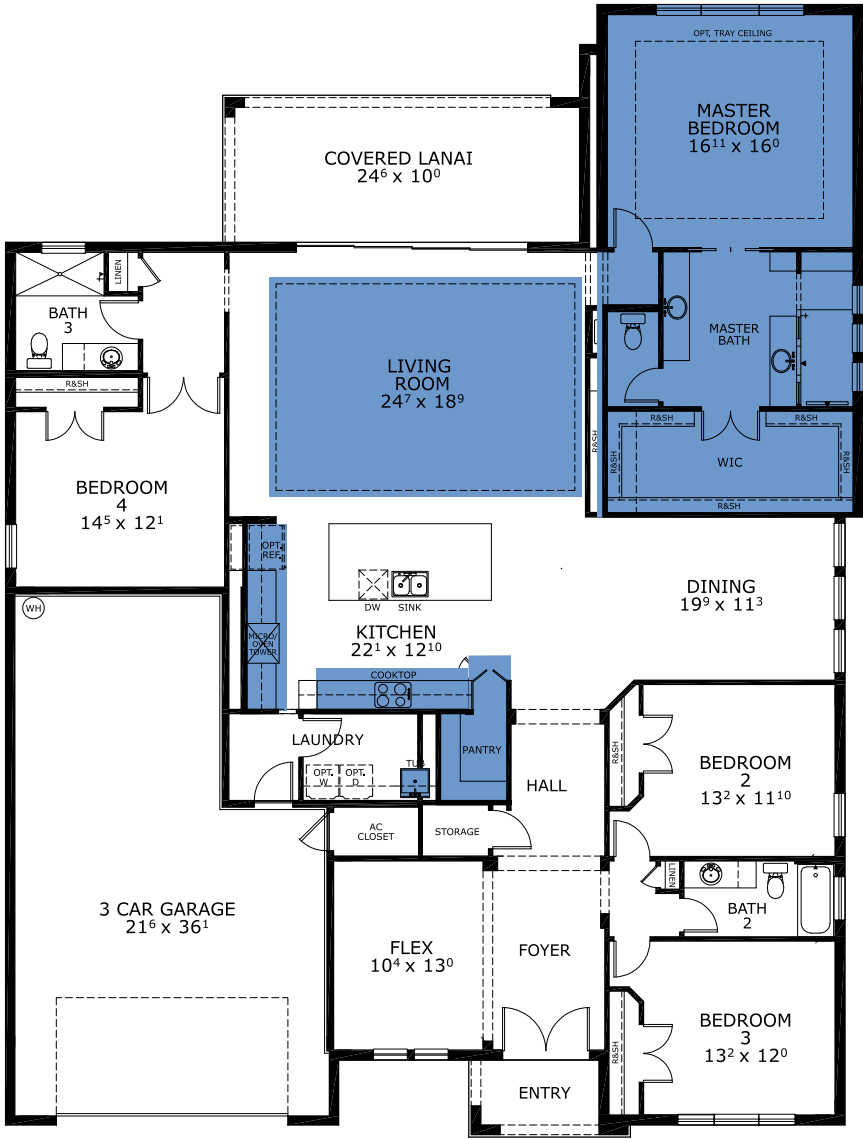 OPT. TRAY CEILING
MASTER
BEDROOM
16¹¹ x 16⁰
COVERED LANAI
24⁶ x 10⁰
LINEN
BATH
3
R&SH
MASTER
BATH
LIVING
ROOM
24⁷ x 18⁹
R&SH
R&SH
R&SH
R&SH
R&SH
WIC
R&SH
BEDROOM
4
14⁵ x 12¹
OPT.
REF.
DW
SINK
DINING
19⁹ x 11³
WH
MICRO/
OVEN
TOWER
KITCHEN
22¹ x 12¹⁰
COOKTOP
LAUNDRY
PANTRY
TUB
OPT.
W
OPT.
D
HALL
R&SH
BEDROOM
2
13² x 11¹⁰
AC
CLOSET
STORAGE
LINEN
BATH
2
3 CAR GARAGE
21⁶ x 36¹
FLEX
10⁴ x 13⁰
FOYER
R&SH
BEDROOM
3
13² x 12⁰
ENTRY